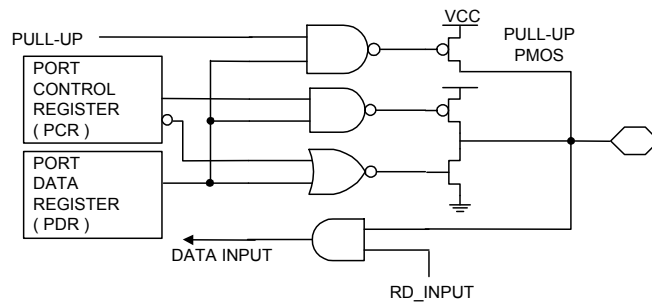 VCC
PULL-UP
PULL-UP
PMOS
PORT
CONTROL
REGISTER
( PCR )
PORT
DATA
REGISTER
( PDR )
DATA INPUT
RD_INPUT